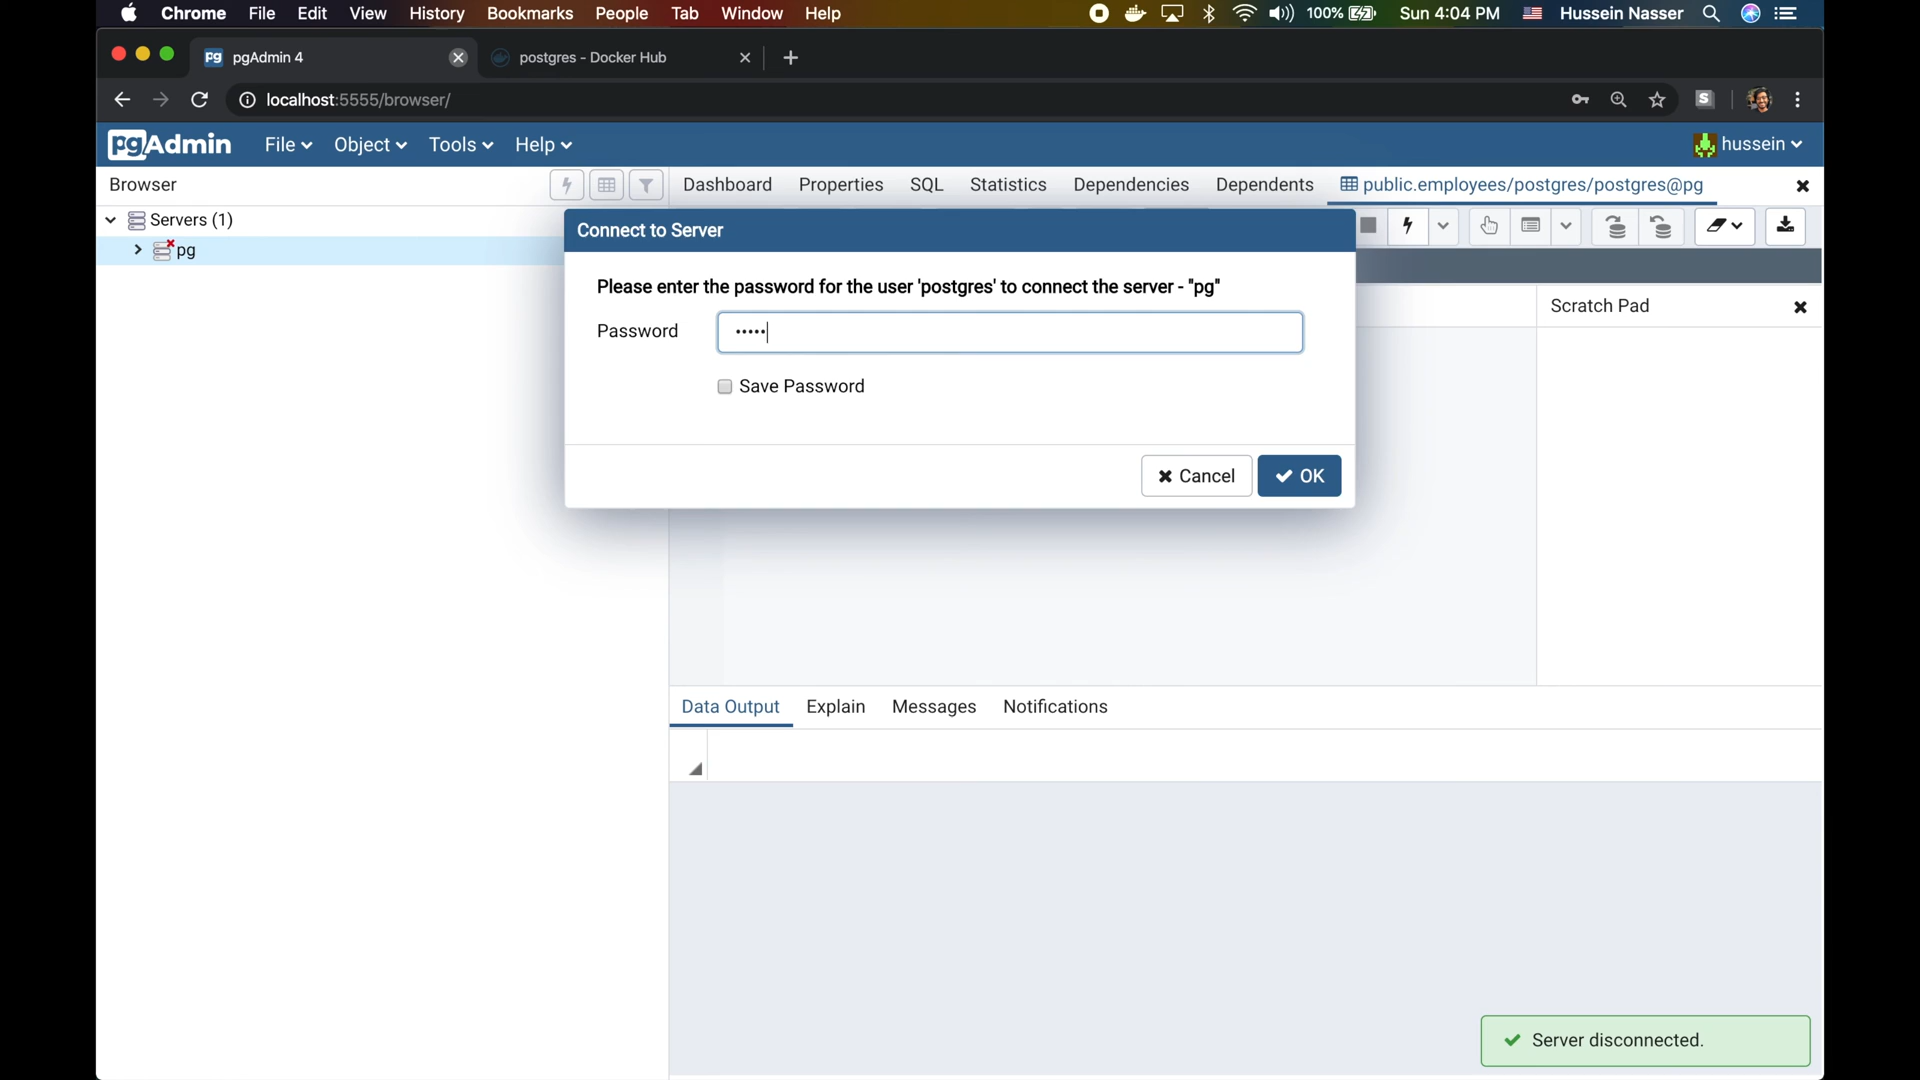 Chrome File Edit View History Bookmarks People Tab Window Help 100% Sun 4:04 PM Hussein Nasser
pgAdmin 4 postgres - Docker Hub
localhost:5555/browser/
pgAdmin File Object Tools Help hussein
Browser Dashboard Properties SQL Statistics Dependencies Dependents public.employees/postgres/postgres@pg
Servers (1)
pg
Connect to Server
Please enter the password for the user 'postgres' to connect the server - "pg"
Password •••••
Save Password
Cancel OK
Scratch Pad
Data Output Explain Messages Notifications
Server disconnected.